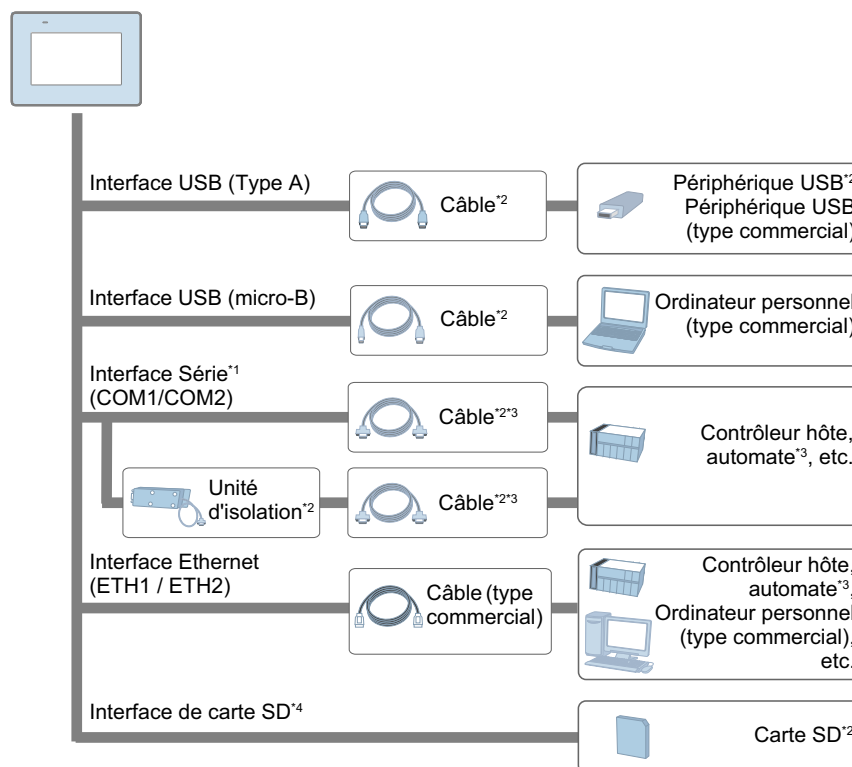 Interface USB (Type A)
Câble*2
Périphérique USB*2
Périphérique USB
(type commercial)
Interface USB (micro-B)
Câble*2
Ordinateur personnel
(type commercial)
Interface Série*1
(COM1/COM2)
Câble*2*3
Contrôleur hôte,
automate*3, etc.
Unité
d'isolation*2
Câble*2*3
Interface Ethernet
(ETH1 / ETH2)
Câble (type
commercial)
Contrôleur hôte,
automate*3,
Ordinateur personnel
(type commercial),
etc.
Interface de carte SD*4
Carte SD*2